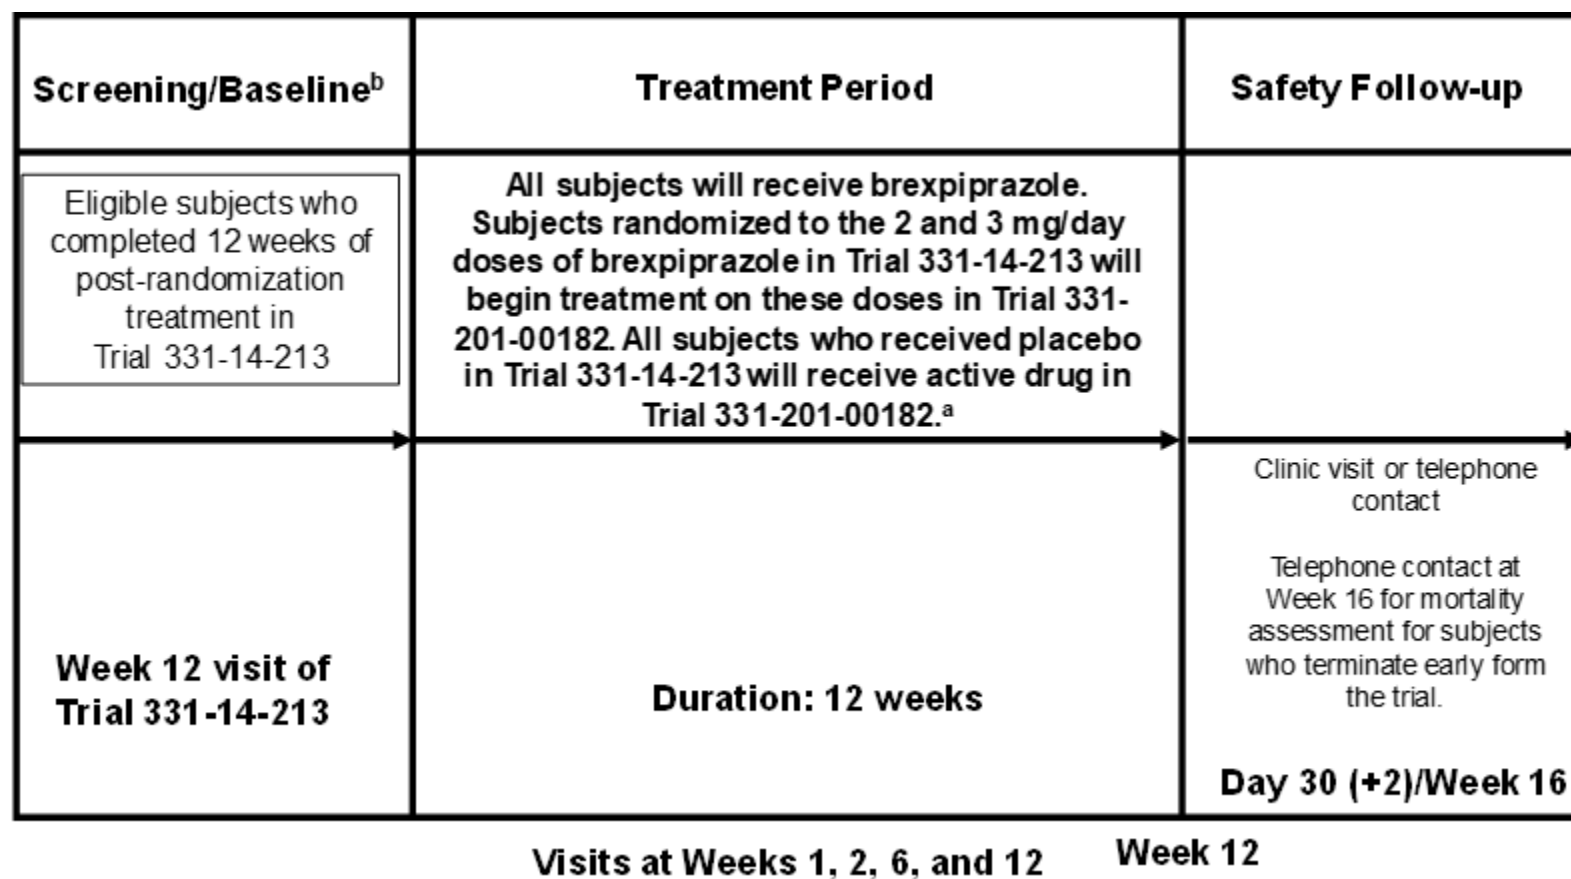 Screening/Baselineᵇ
Treatment Period
Safety Follow-up
Eligible subjects who
completed 12 weeks of
post-randomization
treatment in
Trial 331-14-213
All subjects will receive brexpiprazole.
Subjects randomized to the 2 and 3 mg/day
doses of brexpiprazole in Trial 331-14-213 will
begin treatment on these doses in Trial 331-
201-00182. All subjects who received placebo
in Trial 331-14-213 will receive active drug in
Trial 331-201-00182.ᵃ
Week 12 visit of
Trial 331-14-213
Duration: 12 weeks
Clinic visit or telephone
contact
Telephone contact at
Week 16 for mortality
assessment for subjects
who terminate early form
the trial.
Day 30 (+2)/Week 16
Visits at Weeks 1, 2, 6, and 12
Week 12